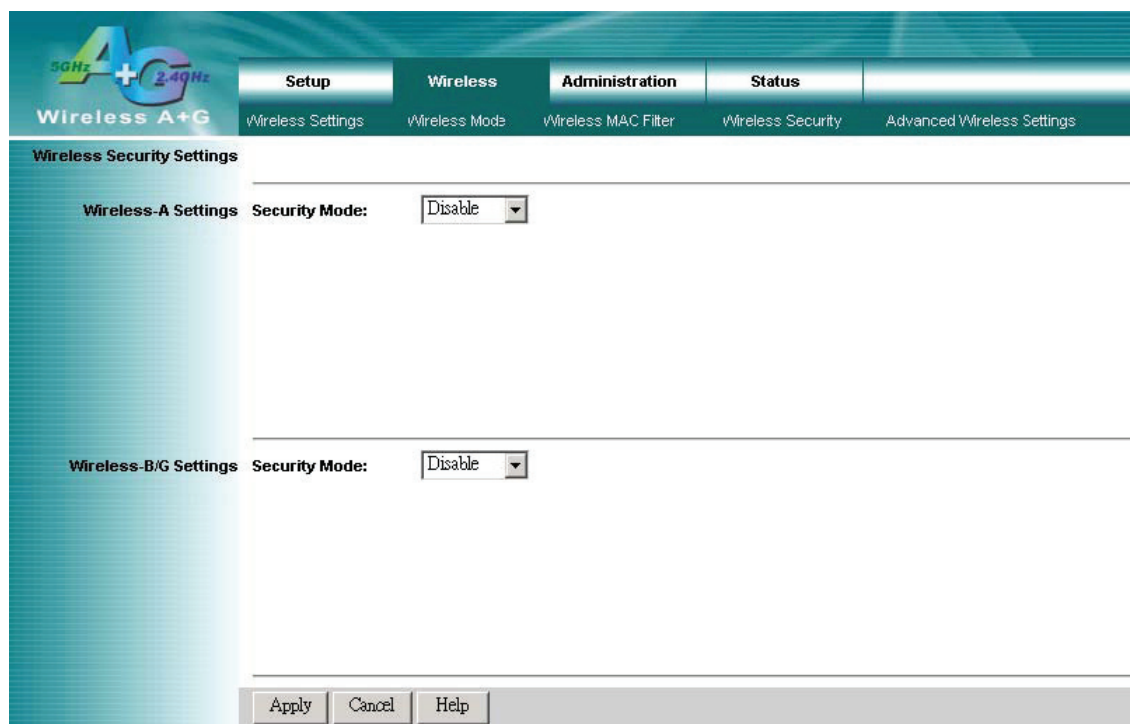 5GHz A+G 2.4GHz
Wireless A+G
Setup Wireless Administration Status
Wireless Settings Wireless Mode Wireless MAC Filter Wireless Security Advanced Wireless Settings
Wireless Security Settings
Wireless-A Settings Security Mode: Disable
Wireless-B/G Settings Security Mode: Disable
Apply Cancel Help